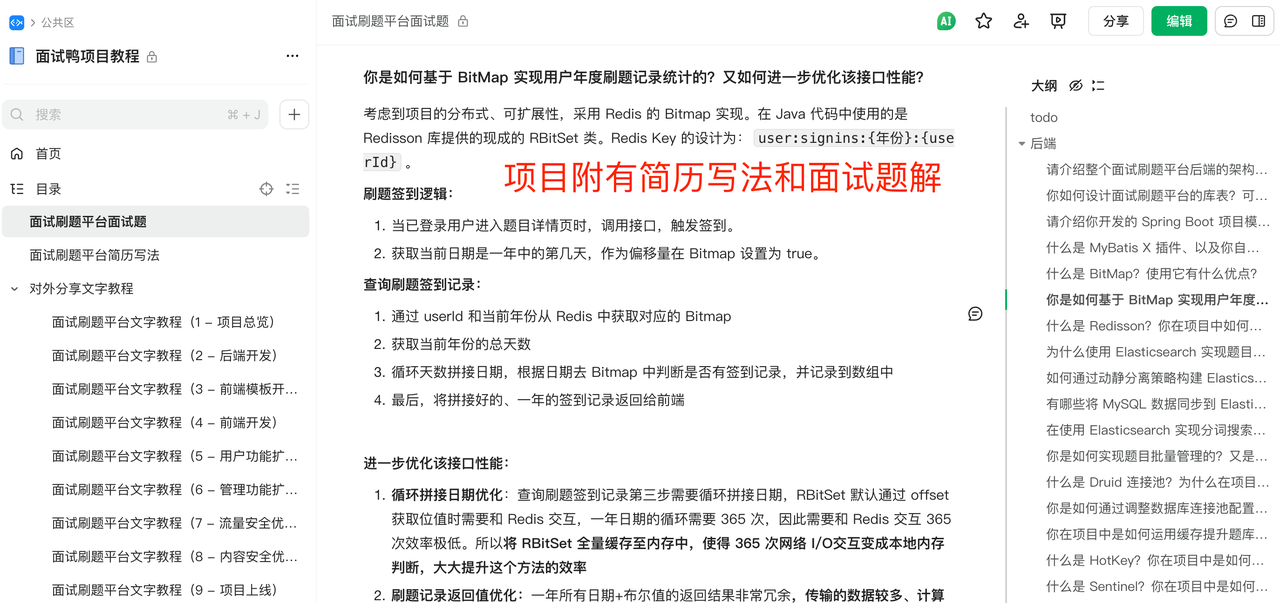 公共区
面试鸭项目教程
搜索
⌘ + J
首页
目录
面试刷题平台面试题
面试刷题平台简历写法
对外分享文字教程
面试刷题平台文字教程（1 - 项目总览）
面试刷题平台文字教程（2 - 后端开发）
面试刷题平台文字教程（3 - 前端模板开...
面试刷题平台文字教程（4 - 前端开发）
面试刷题平台文字教程（5 - 用户功能扩...
面试刷题平台文字教程（6 - 管理功能扩...
面试刷题平台文字教程（7 - 流量安全优...
面试刷题平台文字教程（8 - 内容安全优...
面试刷题平台文字教程（9 - 项目上线）
面试刷题平台面试题
AI
分享
编辑
你是如何基于 BitMap 实现用户年度刷题记录统计的？又如何进一步优化该接口性能？
考虑到项目的分布式、可扩展性，采用 Redis 的 Bitmap 实现。在 Java 代码中使用的是
Redisson 库提供的现成的 RBitSet 类。Redis Key 的设计为： user:signins:{年份}:{use
rId} 。
项目附有简历写法和面试题解
刷题签到逻辑：
1. 当已登录用户进入题目详情页时，调用接口，触发签到。
2. 获取当前日期是一年中的第几天，作为偏移量在 Bitmap 设置为 true。
查询刷题签到记录：
1. 通过 userId 和当前年份从 Redis 中获取对应的 Bitmap
2. 获取当前年份的总天数
3. 循环天数拼接日期，根据日期去 Bitmap 中判断是否有签到记录，并记录到数组中
4. 最后，将拼接好的、一年的签到记录返回给前端
进一步优化该接口性能：
1. 循环拼接日期优化：查询刷题签到记录第三步需要循环拼接日期，RBitSet 默认通过 offset
获取位值时需要和 Redis 交互，一年日期的循环需要 365 次，因此需要和 Redis 交互 365
次效率极低。所以将 RBitSet 全量缓存至内存中，使得 365 次网络 I/O交互变成本地内存
判断，大大提升这个方法的效率
2. 刷题记录返回值优化：一年所有日期+布尔值的返回结果非常冗余，传输的数据较多、计算
大纲
todo
后端
请介绍整个面试刷题平台后端的架构...
你如何设计面试刷题平台的库表？可...
请介绍你开发的 Spring Boot 项目模...
什么是 MyBatis X 插件、以及你自...
什么是 BitMap？使用它有什么优点？
你是如何基于 BitMap 实现用户年度...
什么是 Redisson？你在项目中如何...
为什么使用 Elasticsearch 实现题目...
如何通过动静分离策略构建 Elastics...
有哪些将 MySQL 数据同步到 Elasti...
在使用 Elasticsearch 实现分词搜索...
你是如何实现题目批量管理的？又是...
什么是 Druid 连接池？为什么在项目...
你是如何通过调整数据库连接池配置...
你在项目中是如何运用缓存提升题库...
什么是 HotKey？你在项目中是如何...
什么是 Sentinel？你在项目中是如何...